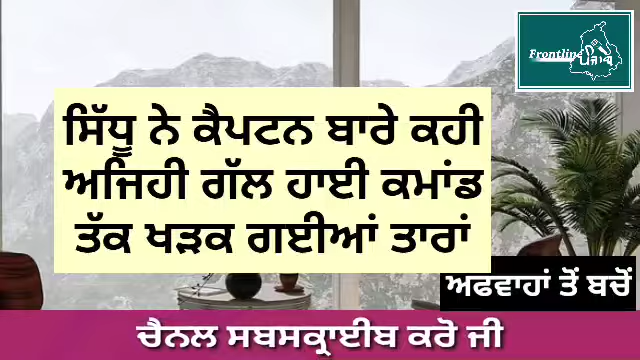 Frontline
ਪੰਜਾਬ
ਸਿੱਧੂ ਨੇ ਕੈਪਟਨ ਬਾਰੇ ਕਹੀ
ਅਜਿਹੀ ਗੱਲ ਹਾਈ ਕਮਾਂਡ
ਤੱਕ ਖੜਕ ਗਈਆਂ ਤਾਰਾਂ
ਅਫਵਾਹਾਂ ਤੋਂ ਬਚੋਂ
ਚੈਨਲ ਸਬਸਕ੍ਰਾਈਬ ਕਰੋ ਜੀ